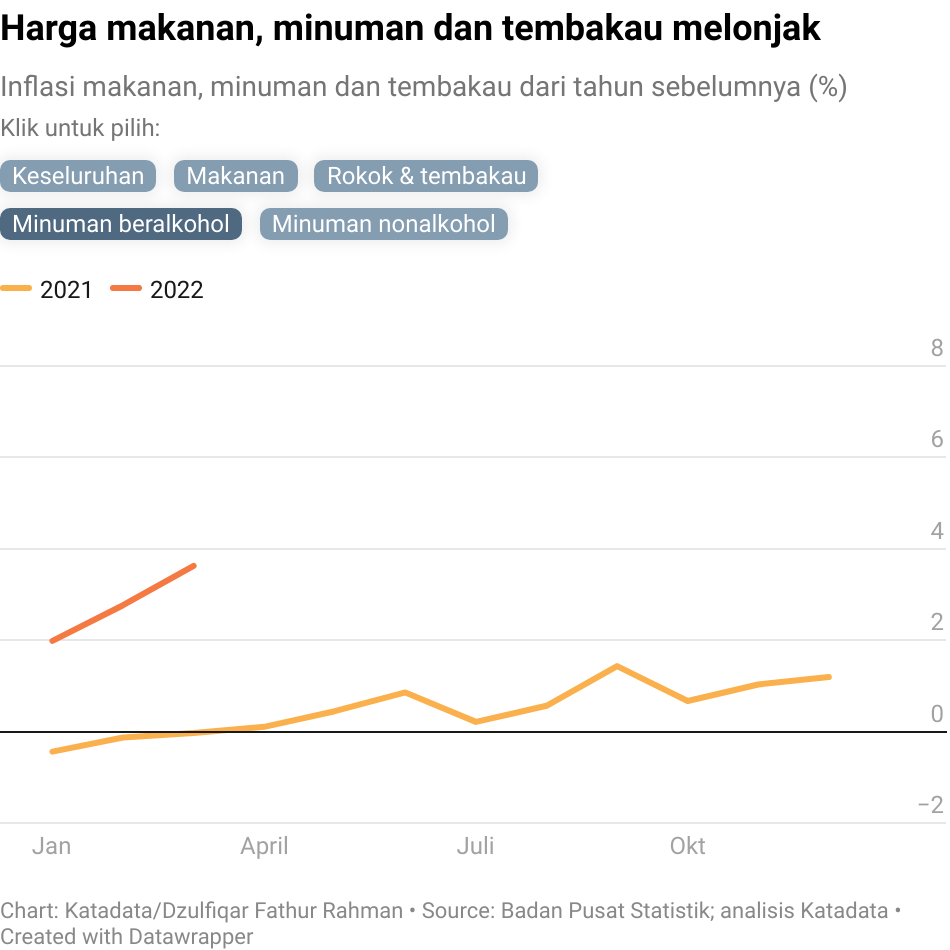 Harga makanan, minuman dan tembakau melonjak
Inflasi makanan, minuman dan tembakau dari tahun sebelumnya (%)
Klik untuk pilih:
Keseluruhan Makanan Rokok & tembakau
Minuman beralkohol Minuman nonalkohol
2021 2022
8
6
4
2
0
−2
Jan April Juli Okt
Chart: Katadata/Dzulfiqar Fathur Rahman • Source: Badan Pusat Statistik; analisis Katadata •
Created with Datawrapper